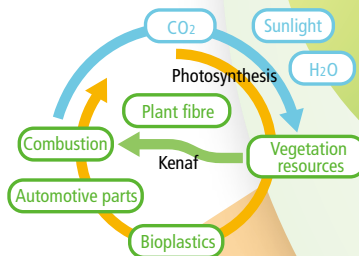 CO₂
Sunlight
H₂O
Photosynthesis
Plant fibre
Combustion
Kenaf
Vegetation
resources
Automotive parts
Bioplastics